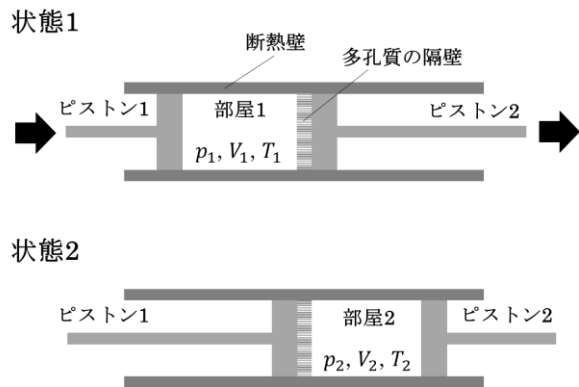 状態1
断熱壁
多孔質の隔壁
ピストン1
部屋1
ピストン2
p₁, V₁, T₁
状態2
ピストン1
部屋2
ピストン2
p₂, V₂, T₂